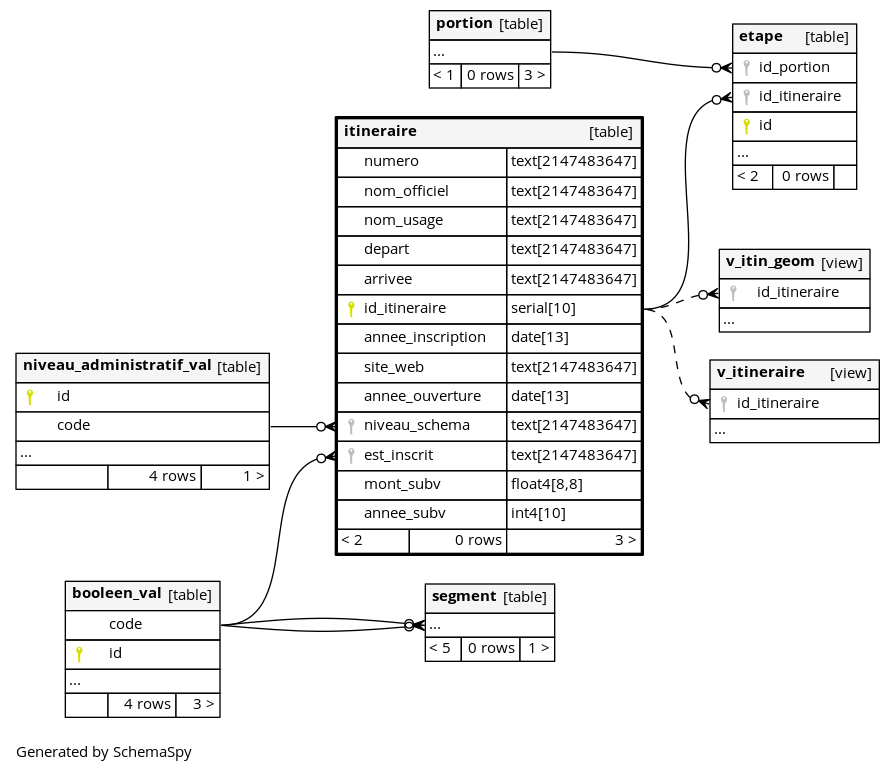 portion [table]
...
< 1 0 rows 3 >
etape [table]
id_portion
id_itineraire
id
...
< 2 0 rows
itineraire [table]
numero text[2147483647]
nom_officiel text[2147483647]
nom_usage text[2147483647]
depart text[2147483647]
arrivee text[2147483647]
id_itineraire serial[10]
annee_inscription date[13]
site_web text[2147483647]
annee_ouverture date[13]
niveau_schema text[2147483647]
est_inscrit text[2147483647]
mont_subv float4[8,8]
annee_subv int4[10]
< 2 0 rows 3 >
v_itin_geom [view]
id_itineraire
...
v_itineraire [view]
id_itineraire
...
niveau_administratif_val [table]
id
code
...
4 rows 1 >
booleen_val [table]
code
id
...
4 rows 3 >
segment [table]
...
< 5 0 rows 1 >
Generated by SchemaSpy